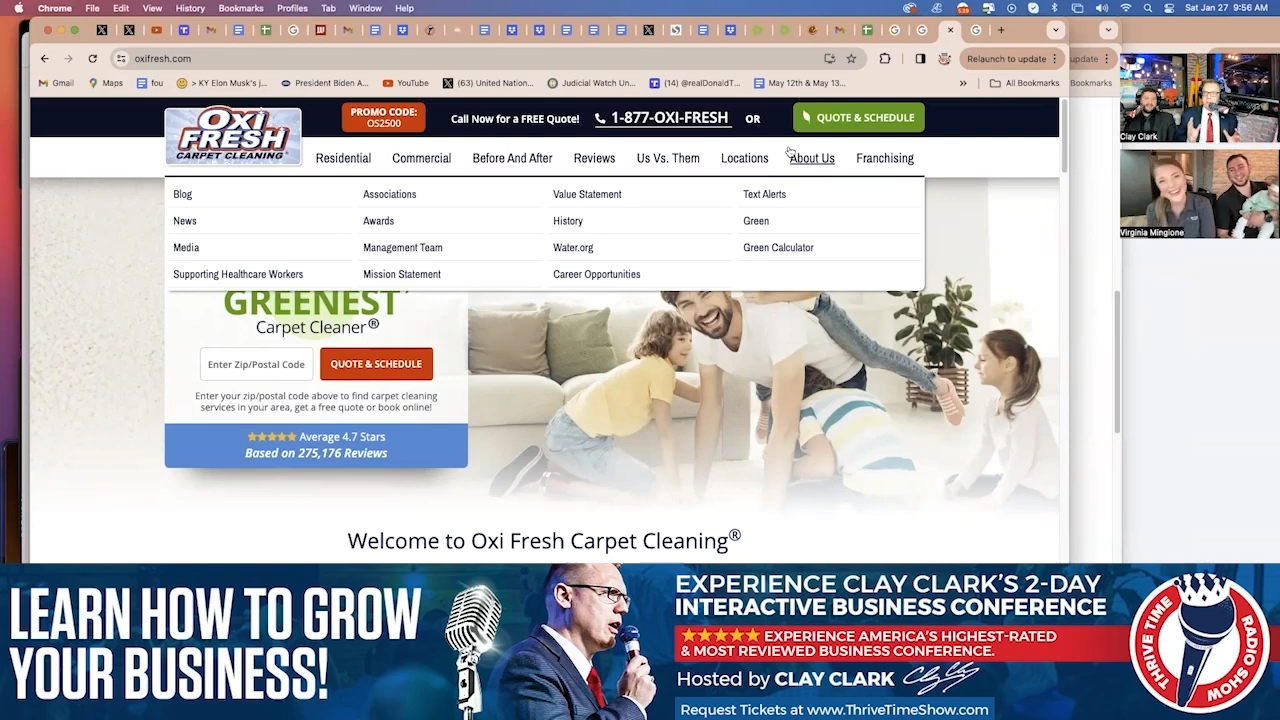 Chrome File Edit View History Bookmarks Profiles Tab Window Help
Sat Jan 27 9:56 AM
oxifresh.com
Relaunch to update
update
Gmail Maps fou > KY Elon Musk's j... President Biden A... YouTube (63) United Nation... Judicial Watch Un... (14) @realDonaldT... May 12th & May 13... » All Bookmarks Bookmarks
OXI FRESH
CARPET CLEANING
PROMO CODE:
OS2500
Call Now for a FREE Quote! 1-877-OXI-FRESH OR QUOTE & SCHEDULE
Residential Commercial Before And After Reviews Us Vs. Them Locations About Us Franchising
Blog Associations Value Statement Text Alerts
News Awards History Green
Media Management Team Water.org Green Calculator
Supporting Healthcare Workers Mission Statement Career Opportunities
GREENEST
Carpet Cleaner®
Enter Zip/Postal Code QUOTE & SCHEDULE
Enter your zip/postal code above to find carpet cleaning
services in your area, get a free quote or book online!
Average 4.7 Stars
Based on 275,176 Reviews
Welcome to Oxi Fresh Carpet Cleaning®
Clay Clark
Virginia Mingione
LEARN HOW TO GROW
YOUR BUSINESS!
EXPERIENCE CLAY CLARK'S 2-DAY
INTERACTIVE BUSINESS CONFERENCE
EXPERIENCE AMERICA'S HIGHEST-RATED
& MOST REVIEWED BUSINESS CONFERENCE.
Hosted by CLAY CLARK Clay Clark
Request Tickets at www.ThriveTimeShow.com
THRIVE TIME RADIO SHOW